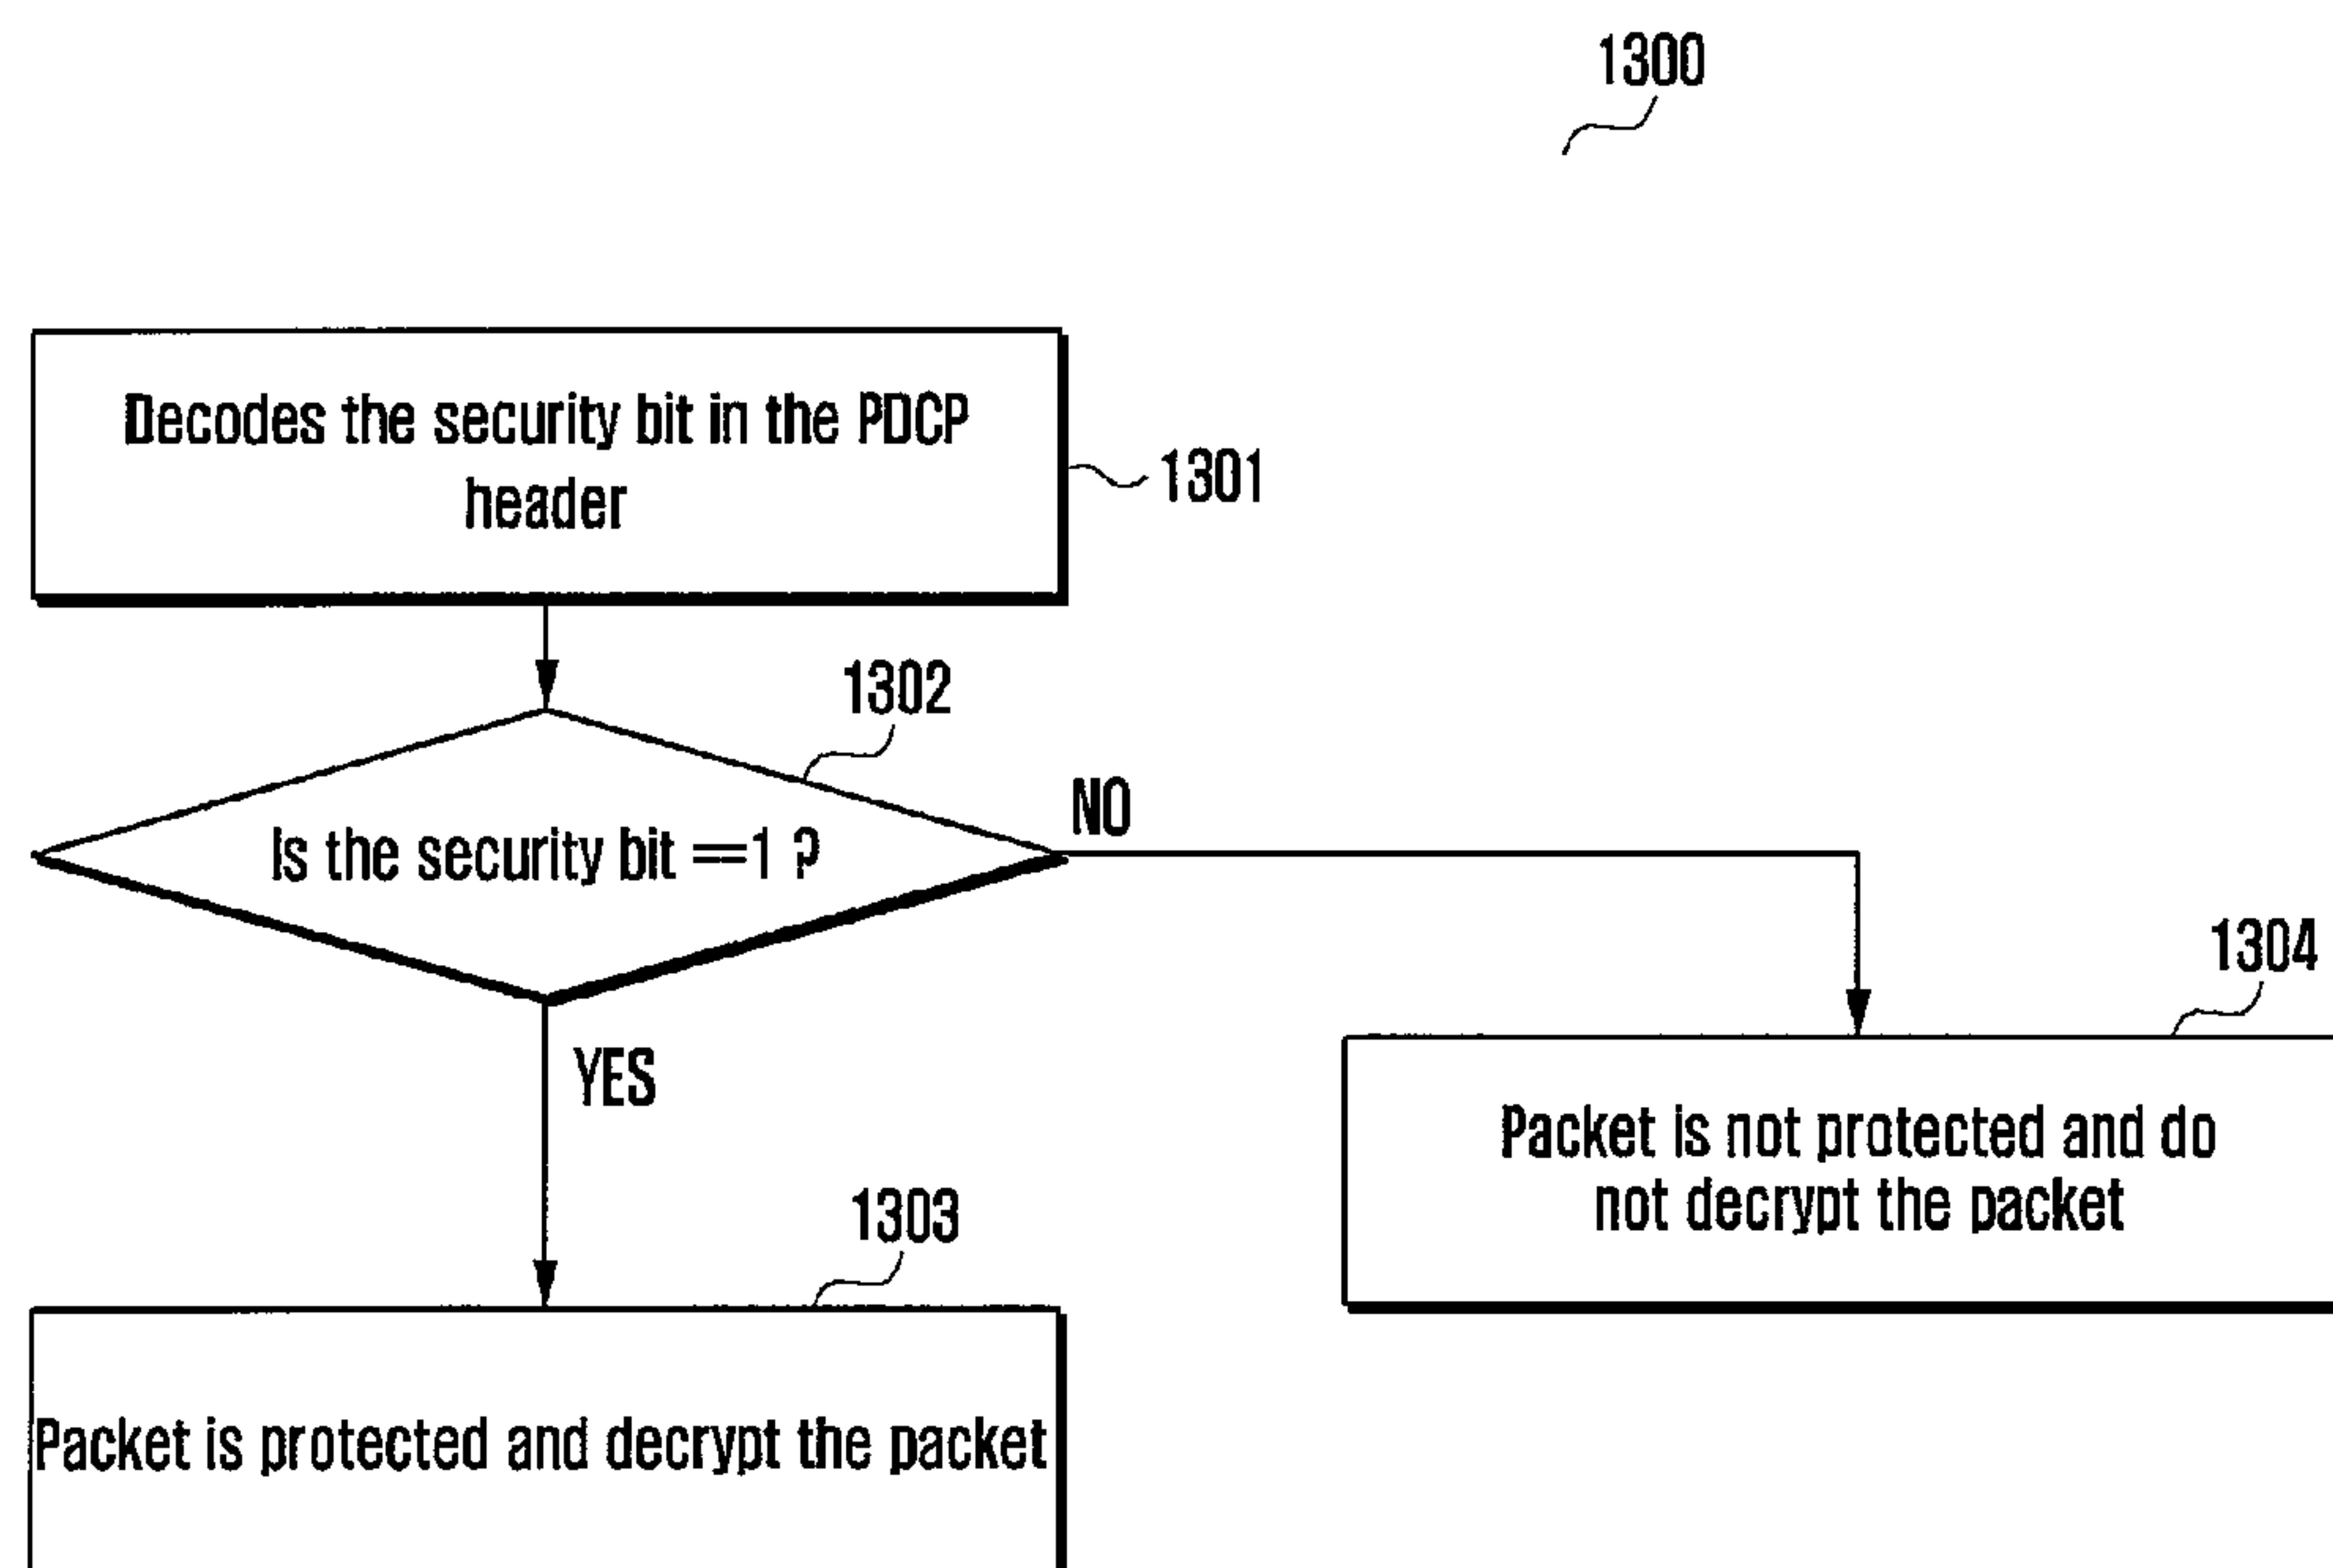 1300
Decodes the security bit in the PDCP
header
1301
1302
Is the security bit ==1 ?
NO
1304
YES
Packet is not protected and do
not decrypt the packet
1303
Packet is protected and decrypt the packet